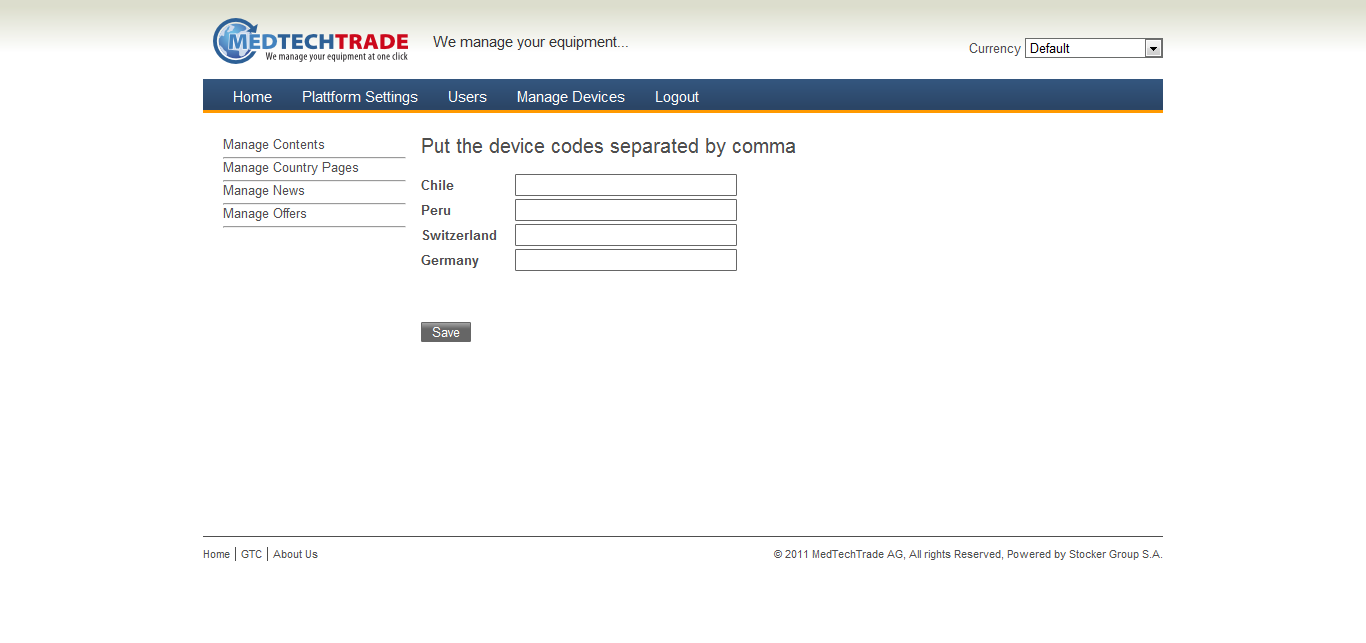 MEDTECHTRADE
We manage your equipment at one click
We manage your equipment...
Currency Default
Home Plattform Settings Users Manage Devices Logout
Manage Contents
Manage Country Pages
Manage News
Manage Offers
Put the device codes separated by comma
Chile
Peru
Switzerland
Germany
Save
Home | GTC | About Us
© 2011 MedTechTrade AG, All rights Reserved, Powered by Stocker Group S.A.